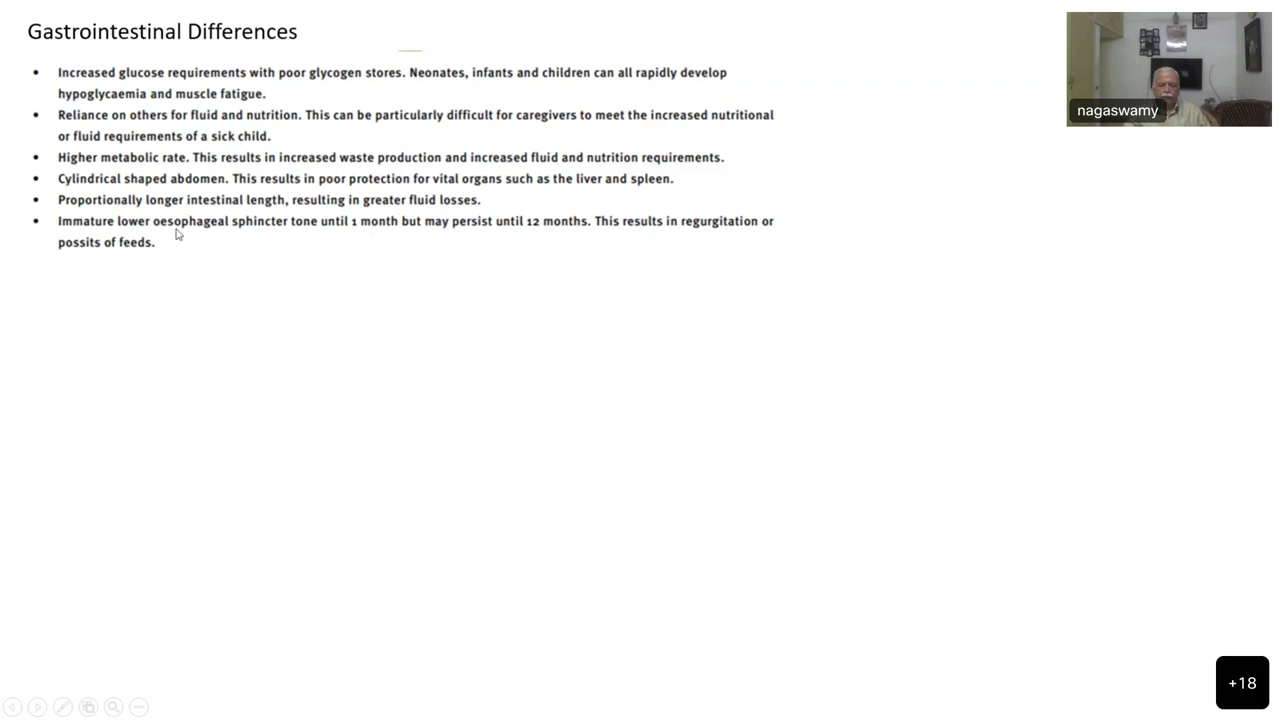 Gastrointestinal Differences
• Increased glucose requirements with poor glycogen stores. Neonates, infants and children can all rapidly develop
hypoglycaemia and muscle fatigue.
• Reliance on others for fluid and nutrition. This can be particularly difficult for caregivers to meet the increased nutritional
or fluid requirements of a sick child.
• Higher metabolic rate. This results in increased waste production and increased fluid and nutrition requirements.
• Cylindrical shaped abdomen. This results in poor protection for vital organs such as the liver and spleen.
• Proportionally longer intestinal length, resulting in greater fluid losses.
• Immature lower oesophageal sphincter tone until 1 month but may persist until 12 months. This results in regurgitation or
possits of feeds.
nagaswamy
+18